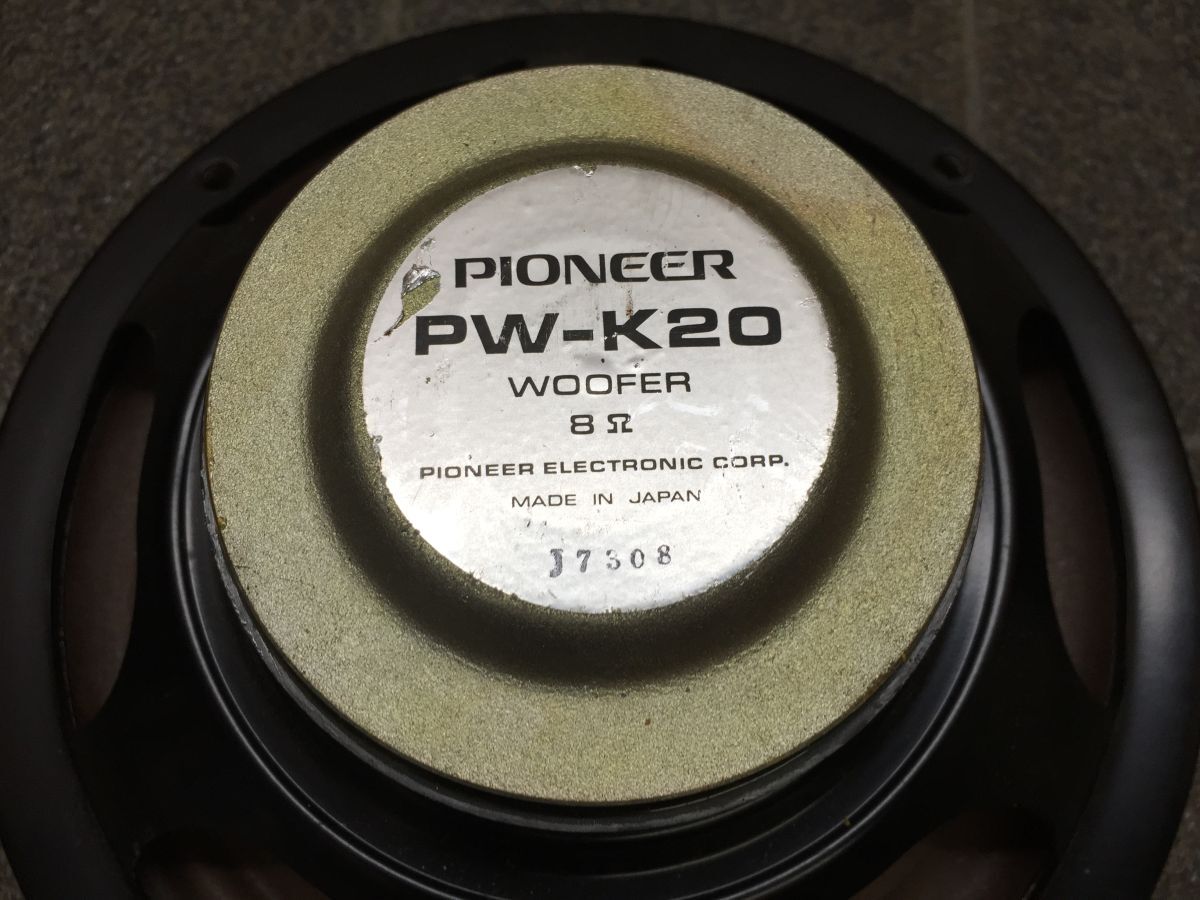 PIONEER
PW-K20
WOOFER
8 Ω
PIONEER ELECTRONIC CORP.
MADE IN JAPAN
J7308